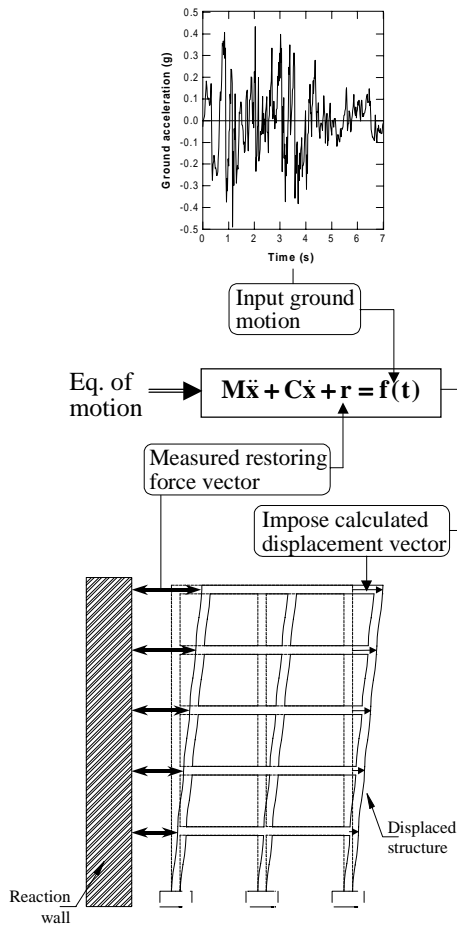 0.5
0.4
0.3
0.2
0.1
0.0
-0.1
-0.2
-0.3
-0.4
-0.5
Ground acceleration (g)
0 1 2 3 4 5 6 7
Time (s)
Input ground
motion
Eq. of
motion
Mẍ + Cẋ + r = f(t)
Measured restoring
force vector
Impose calculated
displacement vector
Displaced
structure
Reaction
wall